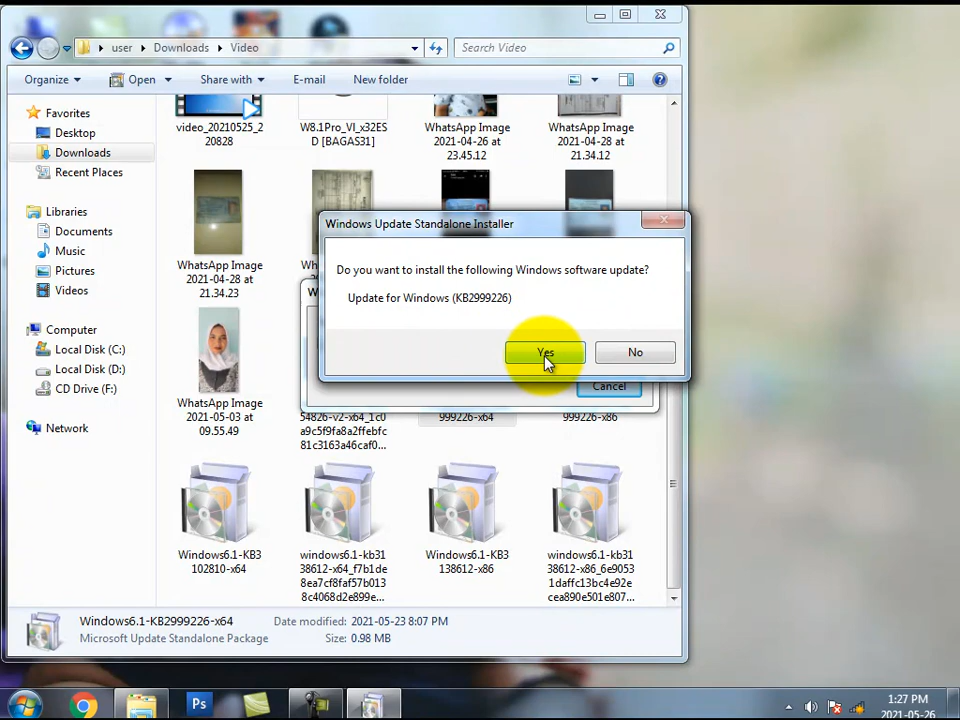 user ▸ Downloads ▸ Video
Search Video
Organize
Open
Share with
E-mail
New folder
Favorites
Desktop
Downloads
Recent Places
Libraries
Documents
Music
Pictures
Videos
Computer
Local Disk (C:)
Local Disk (D:)
CD Drive (F:)
Network
video_20210525_2
20828
W8.1Pro_Vl_x32ES
D [BAGAS31]
WhatsApp Image
2021-04-26 at
23.45.12
WhatsApp Image
2021-04-28 at
21.34.12
WhatsApp Image
2021-04-28 at
21.34.23
WhatsApp Image
2021-05-03 at
09.55.49
Windows Update Standalone Installer
Do you want to install the following Windows software update?
Update for Windows (KB2999226)
Yes
No
Cancel
54826-v2-x64_1c0
a9c5f9fa8a2ffebfc
81c3163a46caf0...
999226-x64
999226-x86
Windows6.1-KB3
102810-x64
windows6.1-kb31
38612-x64_f7b1de
8ea7cf8faf57b013
8c4068d2e899e...
Windows6.1-KB3
138612-x86
windows6.1-kb31
38612-x86_6e9053
1daffc13bc4e92e
cea890e501e807...
Windows6.1-KB2999226-x64
Date modified: 2021-05-23 8:07 PM
Microsoft Update Standalone Package
Size: 0.98 MB
Ps
1:27 PM
2021-05-26